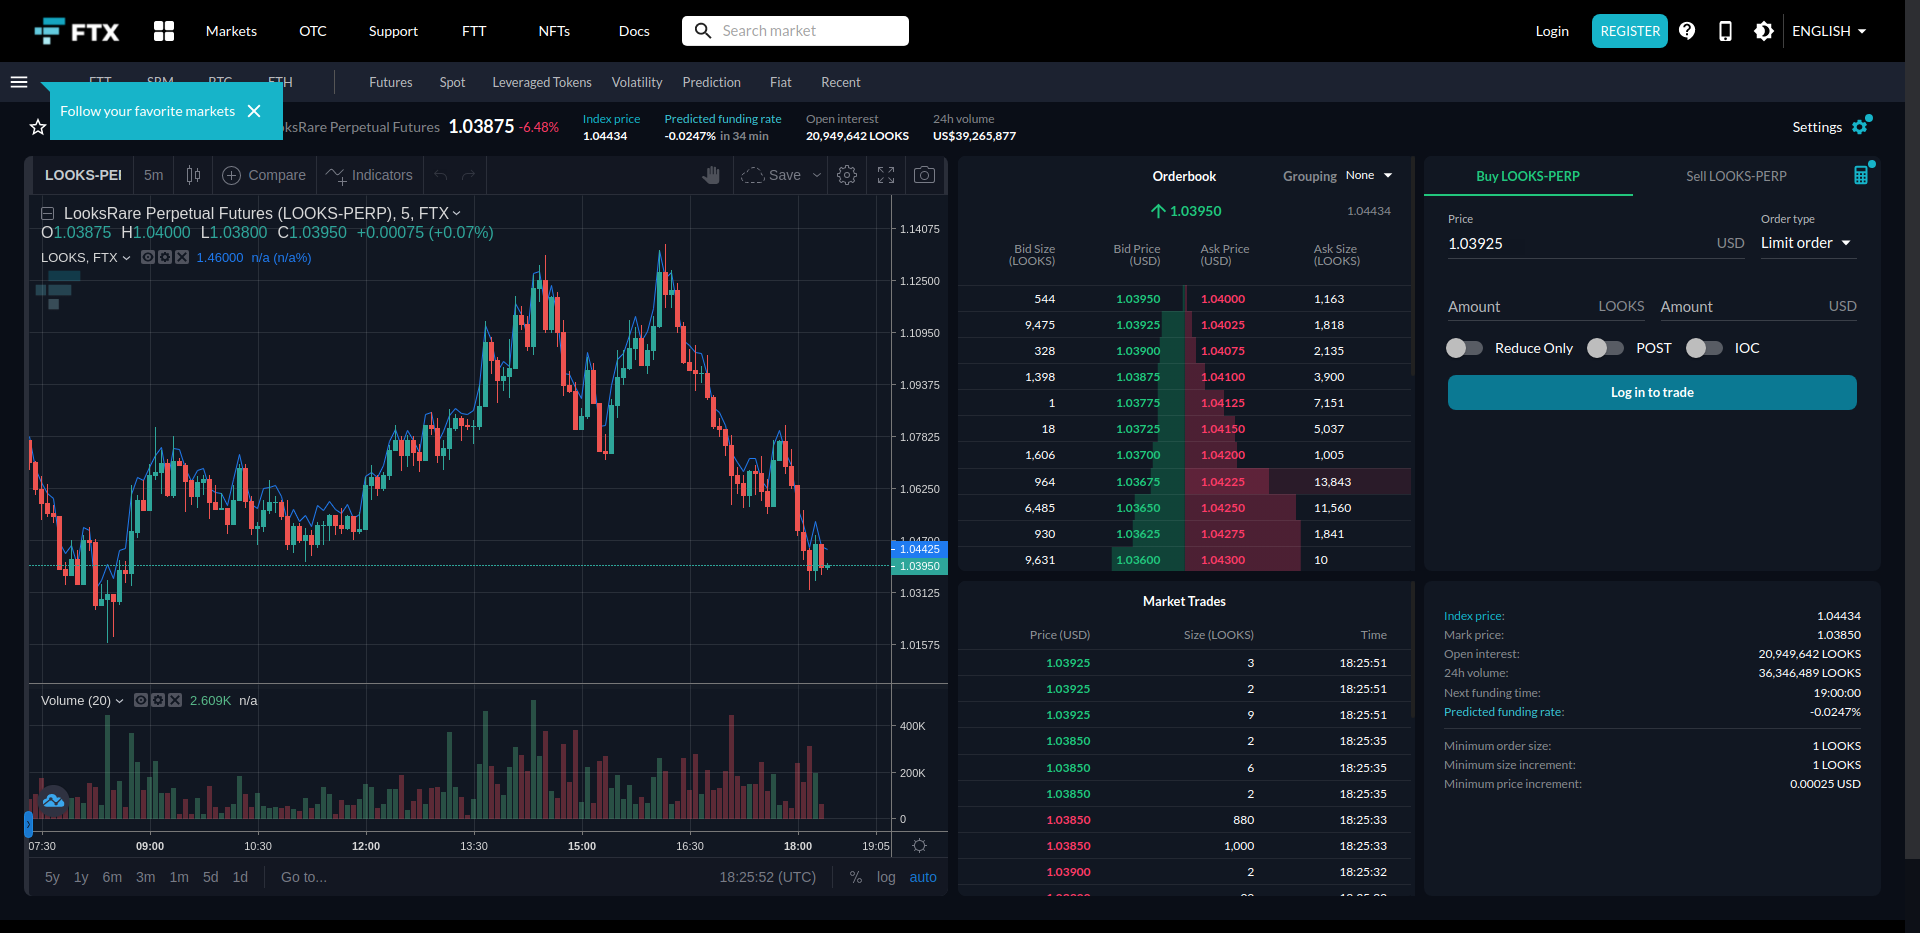 FTX
Markets
OTC
Support
FTT
NFTs
Docs
Search market
Login
REGISTER
ENGLISH
FTT SRM BTC ETH
Futures
Spot
Leveraged Tokens
Volatility
Prediction
Fiat
Recent
Follow your favorite markets
ksRare Perpetual Futures
1.03875 -6.48%
Index price
1.04434
Predicted funding rate
-0.0247% in 34 min
Open interest
20,949,642 LOOKS
24h volume
US$39,265,877
Settings
LOOKS-PEI
5m
Compare
Indicators
Save
LooksRare Perpetual Futures (LOOKS-PERP), 5, FTX
O1.03875 H1.04000 L1.03800 C1.03950 +0.00075 (+0.07%)
LOOKS, FTX
1.46000 n/a (n/a%)
1.14075
1.12500
1.10950
1.09375
1.07825
1.06250
1.04700
1.04425
1.03950
1.03125
1.01575
Volume (20)
2.609K n/a
400K
200K
0
07:30 09:00 10:30 12:00 13:30 15:00 16:30 18:00 19:05
5y 1y 6m 3m 1m 5d 1d
Go to...
18:25:52 (UTC)
% log auto
Orderbook
Grouping None
1.03950
1.04434
Bid Size (LOOKS) Bid Price (USD) Ask Price (USD) Ask Size (LOOKS)
544 1.03950 1.04000 1,163
9,475 1.03925 1.04025 1,818
328 1.03900 1.04075 2,135
1,398 1.03875 1.04100 3,900
1 1.03775 1.04125 7,151
18 1.03725 1.04150 5,037
1,606 1.03700 1.04200 1,005
964 1.03675 1.04225 13,843
6,485 1.03650 1.04250 11,560
930 1.03625 1.04275 1,841
9,631 1.03600 1.04300 10
Market Trades
Price (USD) Size (LOOKS) Time
1.03925 3 18:25:51
1.03925 2 18:25:51
1.03925 9 18:25:51
1.03850 2 18:25:35
1.03850 6 18:25:35
1.03850 2 18:25:35
1.03850 880 18:25:33
1.03850 1,000 18:25:33
1.03900 2 18:25:32
Buy LOOKS-PERP
Sell LOOKS-PERP
Price
1.03925 USD
Order type
Limit order
Amount LOOKS
Amount USD
Reduce Only
POST
IOC
Log in to trade
Index price: 1.04434
Mark price: 1.03850
Open interest: 20,949,642 LOOKS
24h volume: 36,346,489 LOOKS
Next funding time: 19:00:00
Predicted funding rate: -0.0247%
Minimum order size: 1 LOOKS
Minimum size increment: 1 LOOKS
Minimum price increment: 0.00025 USD